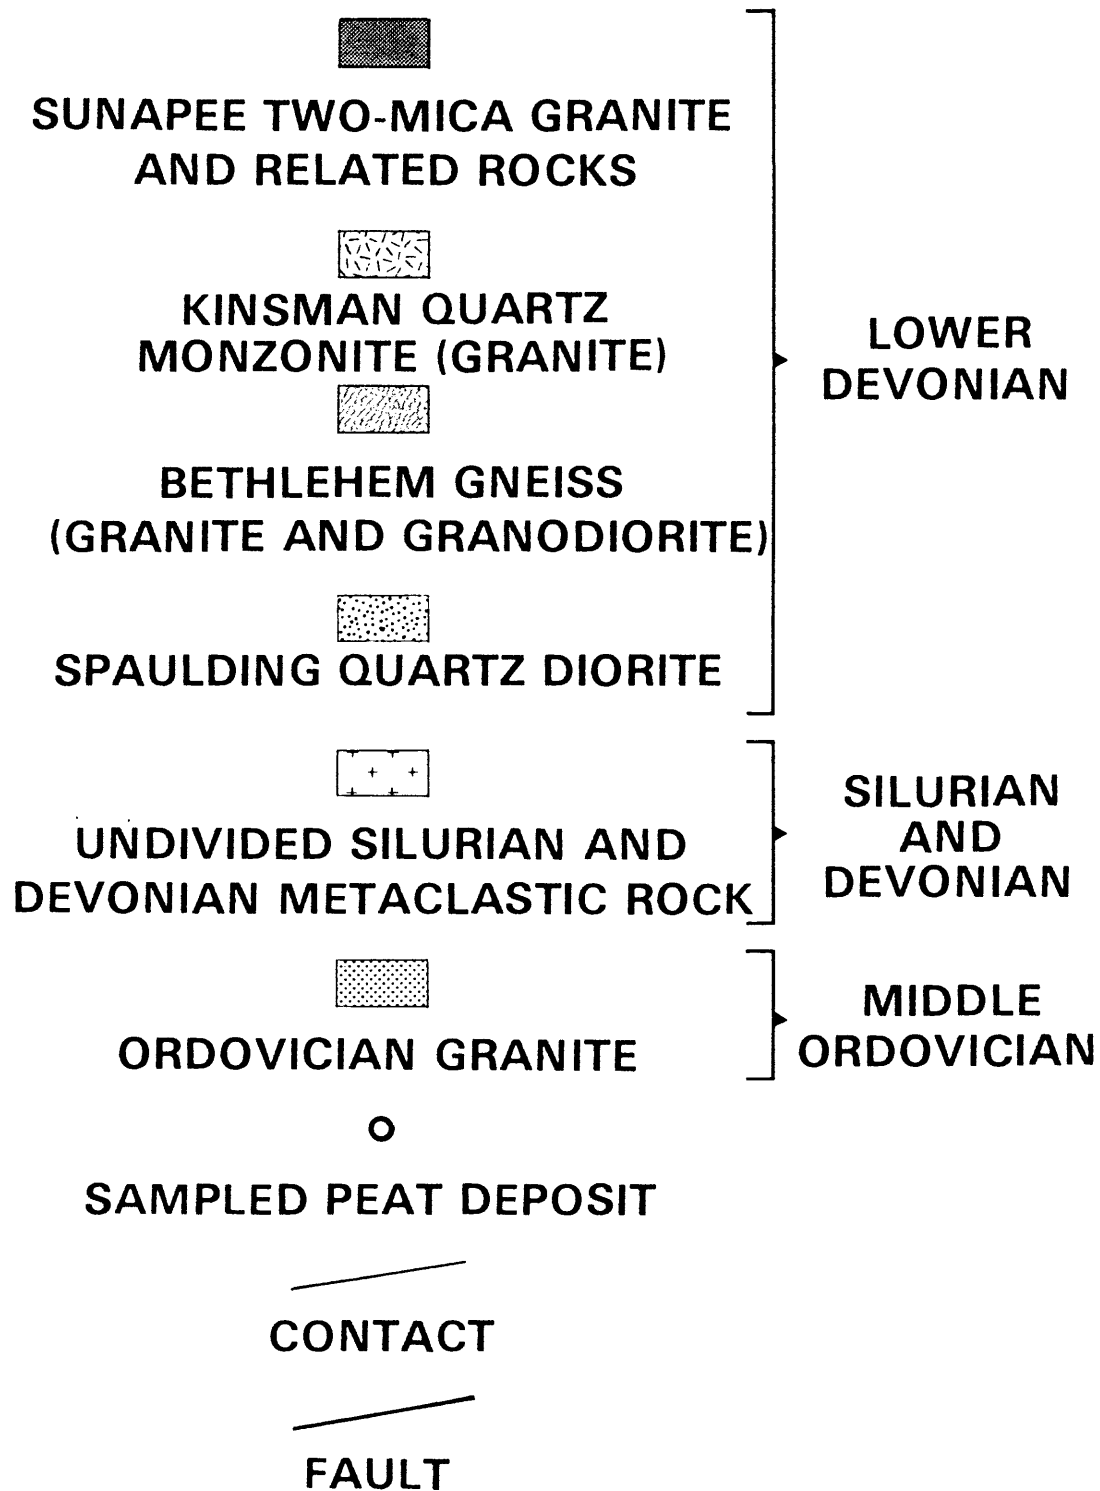 SUNAPEE TWO-MICA GRANITE
AND RELATED ROCKS
KINSMAN QUARTZ
MONZONITE (GRANITE)
BETHLEHEM GNEISS
(GRANITE AND GRANODIORITE)
SPAULDING QUARTZ DIORITE
LOWER
DEVONIAN
UNDIVIDED SILURIAN AND
DEVONIAN METACLASTIC ROCK
SILURIAN
AND
DEVONIAN
ORDOVICIAN GRANITE
MIDDLE
ORDOVICIAN
SAMPLED PEAT DEPOSIT
CONTACT
FAULT